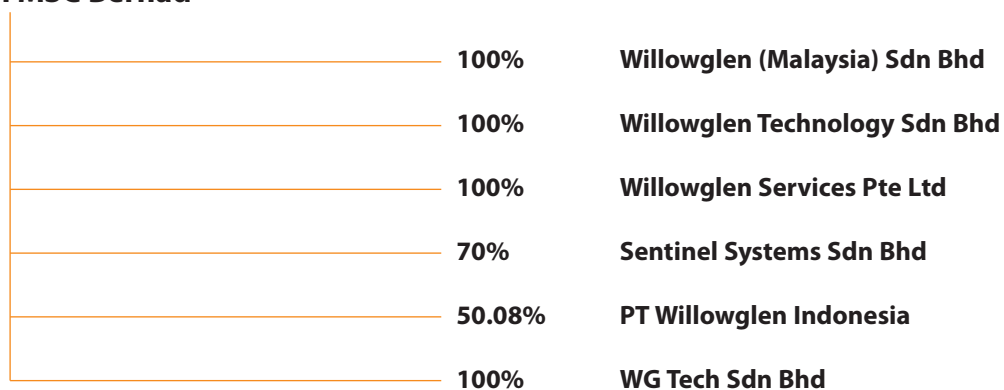 MSC Berhad
100% Willowglen (Malaysia) Sdn Bhd
100% Willowglen Technology Sdn Bhd
100% Willowglen Services Pte Ltd
70% Sentinel Systems Sdn Bhd
50.08% PT Willowglen Indonesia
100% WG Tech Sdn Bhd